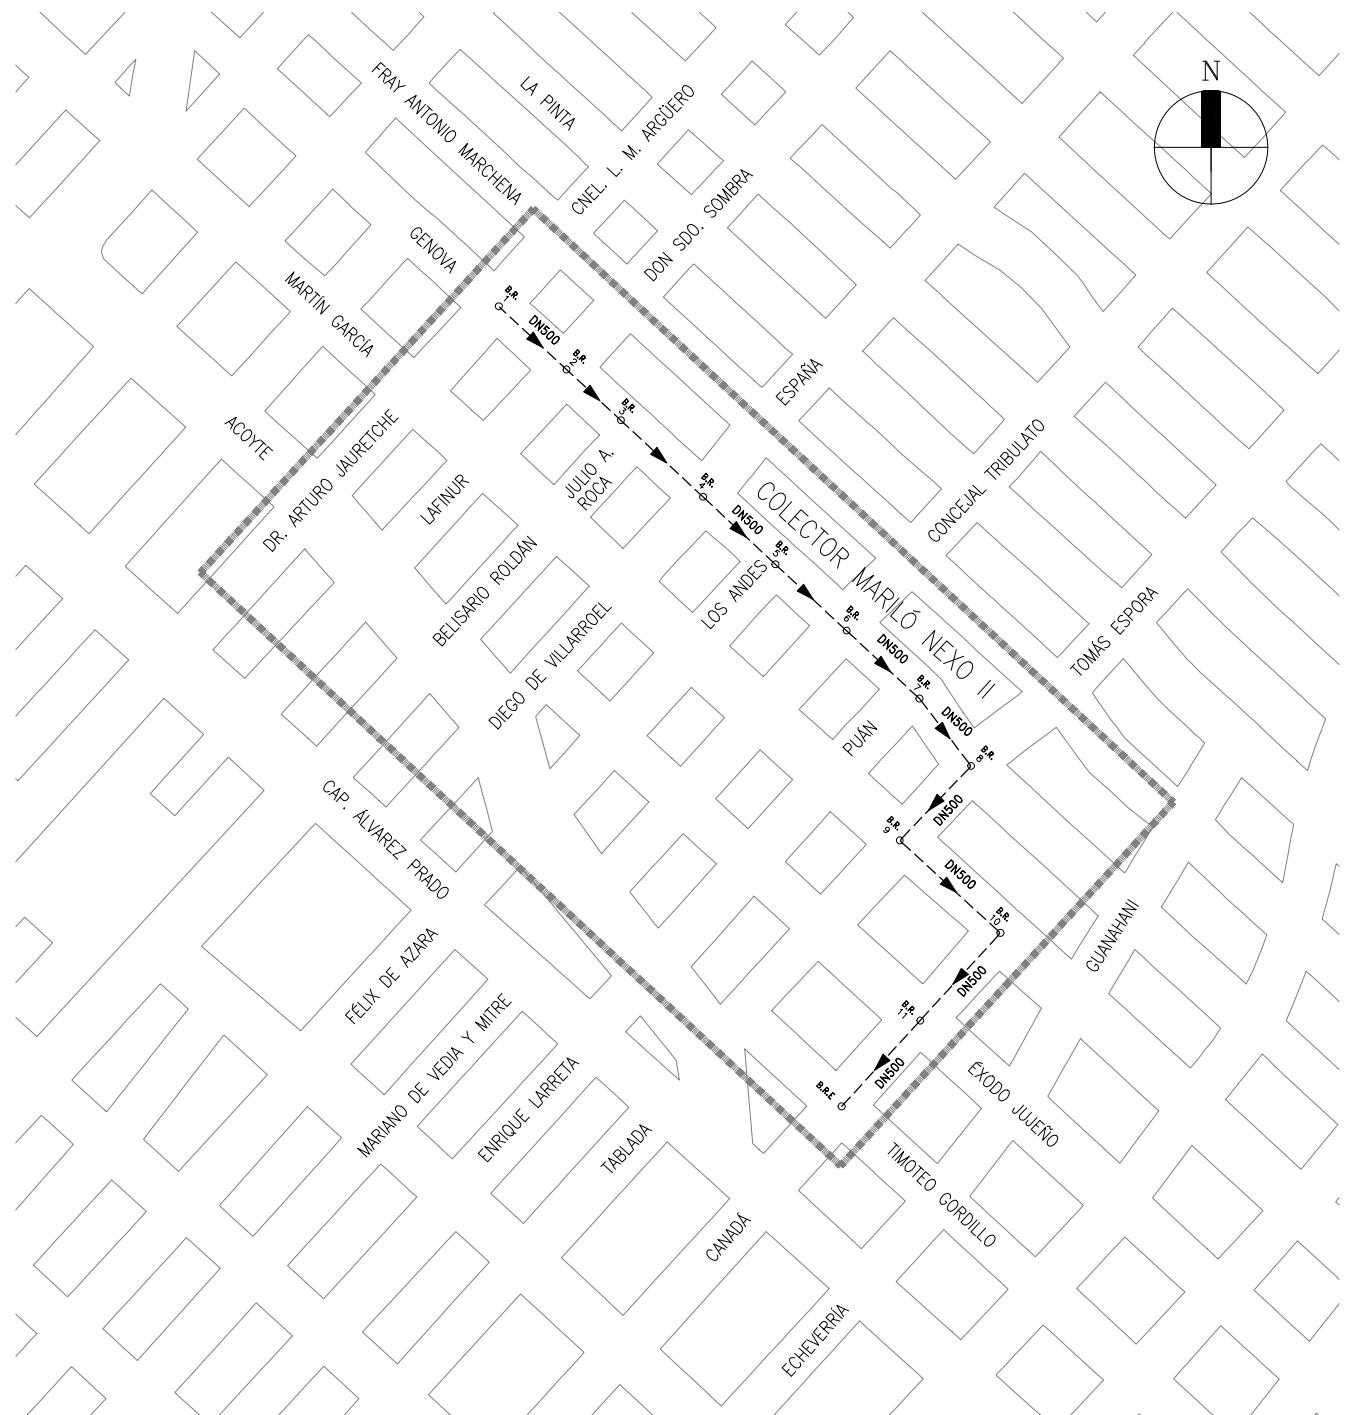 N
LA PINTA
FRAY ANTONIO MARCHENA
CNEL. L. M. ARGÜERO
DON SDO. SOMBRA
GENOVA
MARTÍN GARCÍA
ACOYTE
DR. ARTURO JAURETCHE
LAFINUR
BELISARIO ROLDÁN
DIEGO DE VILLARROEL
JULIO A.
ROCA
LOS ANDES
PUÁN
ESPAÑA
CONCEJAL TRIBULATO
TOMÁS ESPORA
GUANAHANI
COLECTOR MARILÓ NEXO II
B.R.
1
DN500
B.R.
2
B.R.
3
B.R.
4
DN500
B.R.
5
B.R.
6
DN500
B.R.
7
DN500
B.R.
8
DN500
B.R.
9
DN500
B.R.
10
DN500
B.R.
11
DN500
B.R.E
CAP. ÁLVAREZ PRADO
FÉLIX DE AZARA
MARIANO DE VEDIA Y MITRE
ENRIQUE LARRETA
TABLADA
CANADÁ
ECHEVERRÍA
ÉXODO JUJEÑO
TIMOTEO GORDILLO